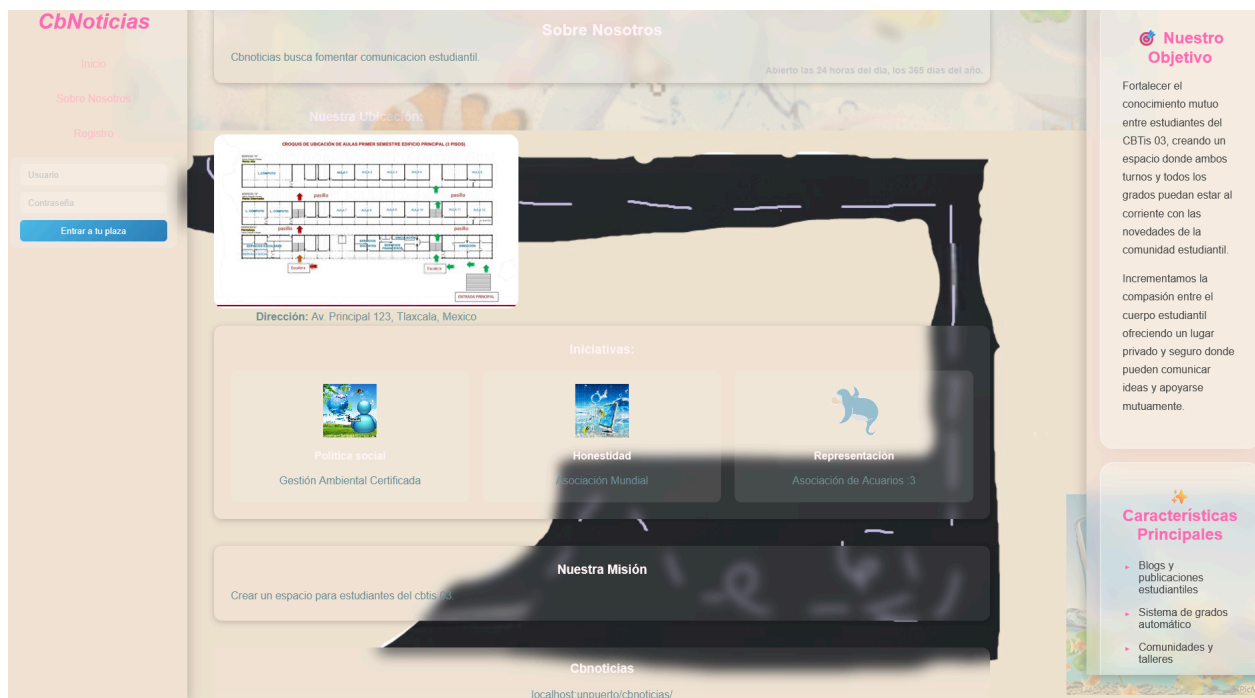 CbNoticias
Inicio
Sobre Nosotros
Registro
Usuario
Contraseña
Entrar a tu plaza
Sobre Nosotros
Cbnoticias busca fomentar comunicacion estudiantil.
Abierto las 24 horas del dia, los 365 dias del año.
Nuestra Ubicación:
CROQUIS DE UBICACIÓN DE AULAS PRIMER SEMESTRE EDIFICIO PRINCIPAL (3 PISOS)
pasillo
pasillo
pasillo
pasillo
DIRECCIÓN
Escalera
Escalera
ENTRADA PRINCIPAL
Dirección: Av. Principal 123, Tlaxcala, Mexico
Iniciativas:
Política social
Gestión Ambiental Certificada
Honestidad
Asociación Mundial
Representación
Asociación de Acuarios :3
Nuestra Misión
Crear un espacio para estudiantes del cbtis 03.
Cbnoticias
localhost:unpuerto/cbnoticias/
Nuestro
Objetivo
Fortalecer el
conocimiento mutuo
entre estudiantes del
CBTis 03, creando un
espacio donde ambos
turnos y todos los
grados puedan estar al
corriente con las
novedades de la
comunidad estudiantil.
Incrementamos la
compasión entre el
cuerpo estudiantil
ofreciendo un lugar
privado y seguro donde
pueden comunicar
ideas y apoyarse
mutuamente.
Características
Principales
Blogs y
publicaciones
estudiantiles
Sistema de grados
automático
Comunidades y
talleres